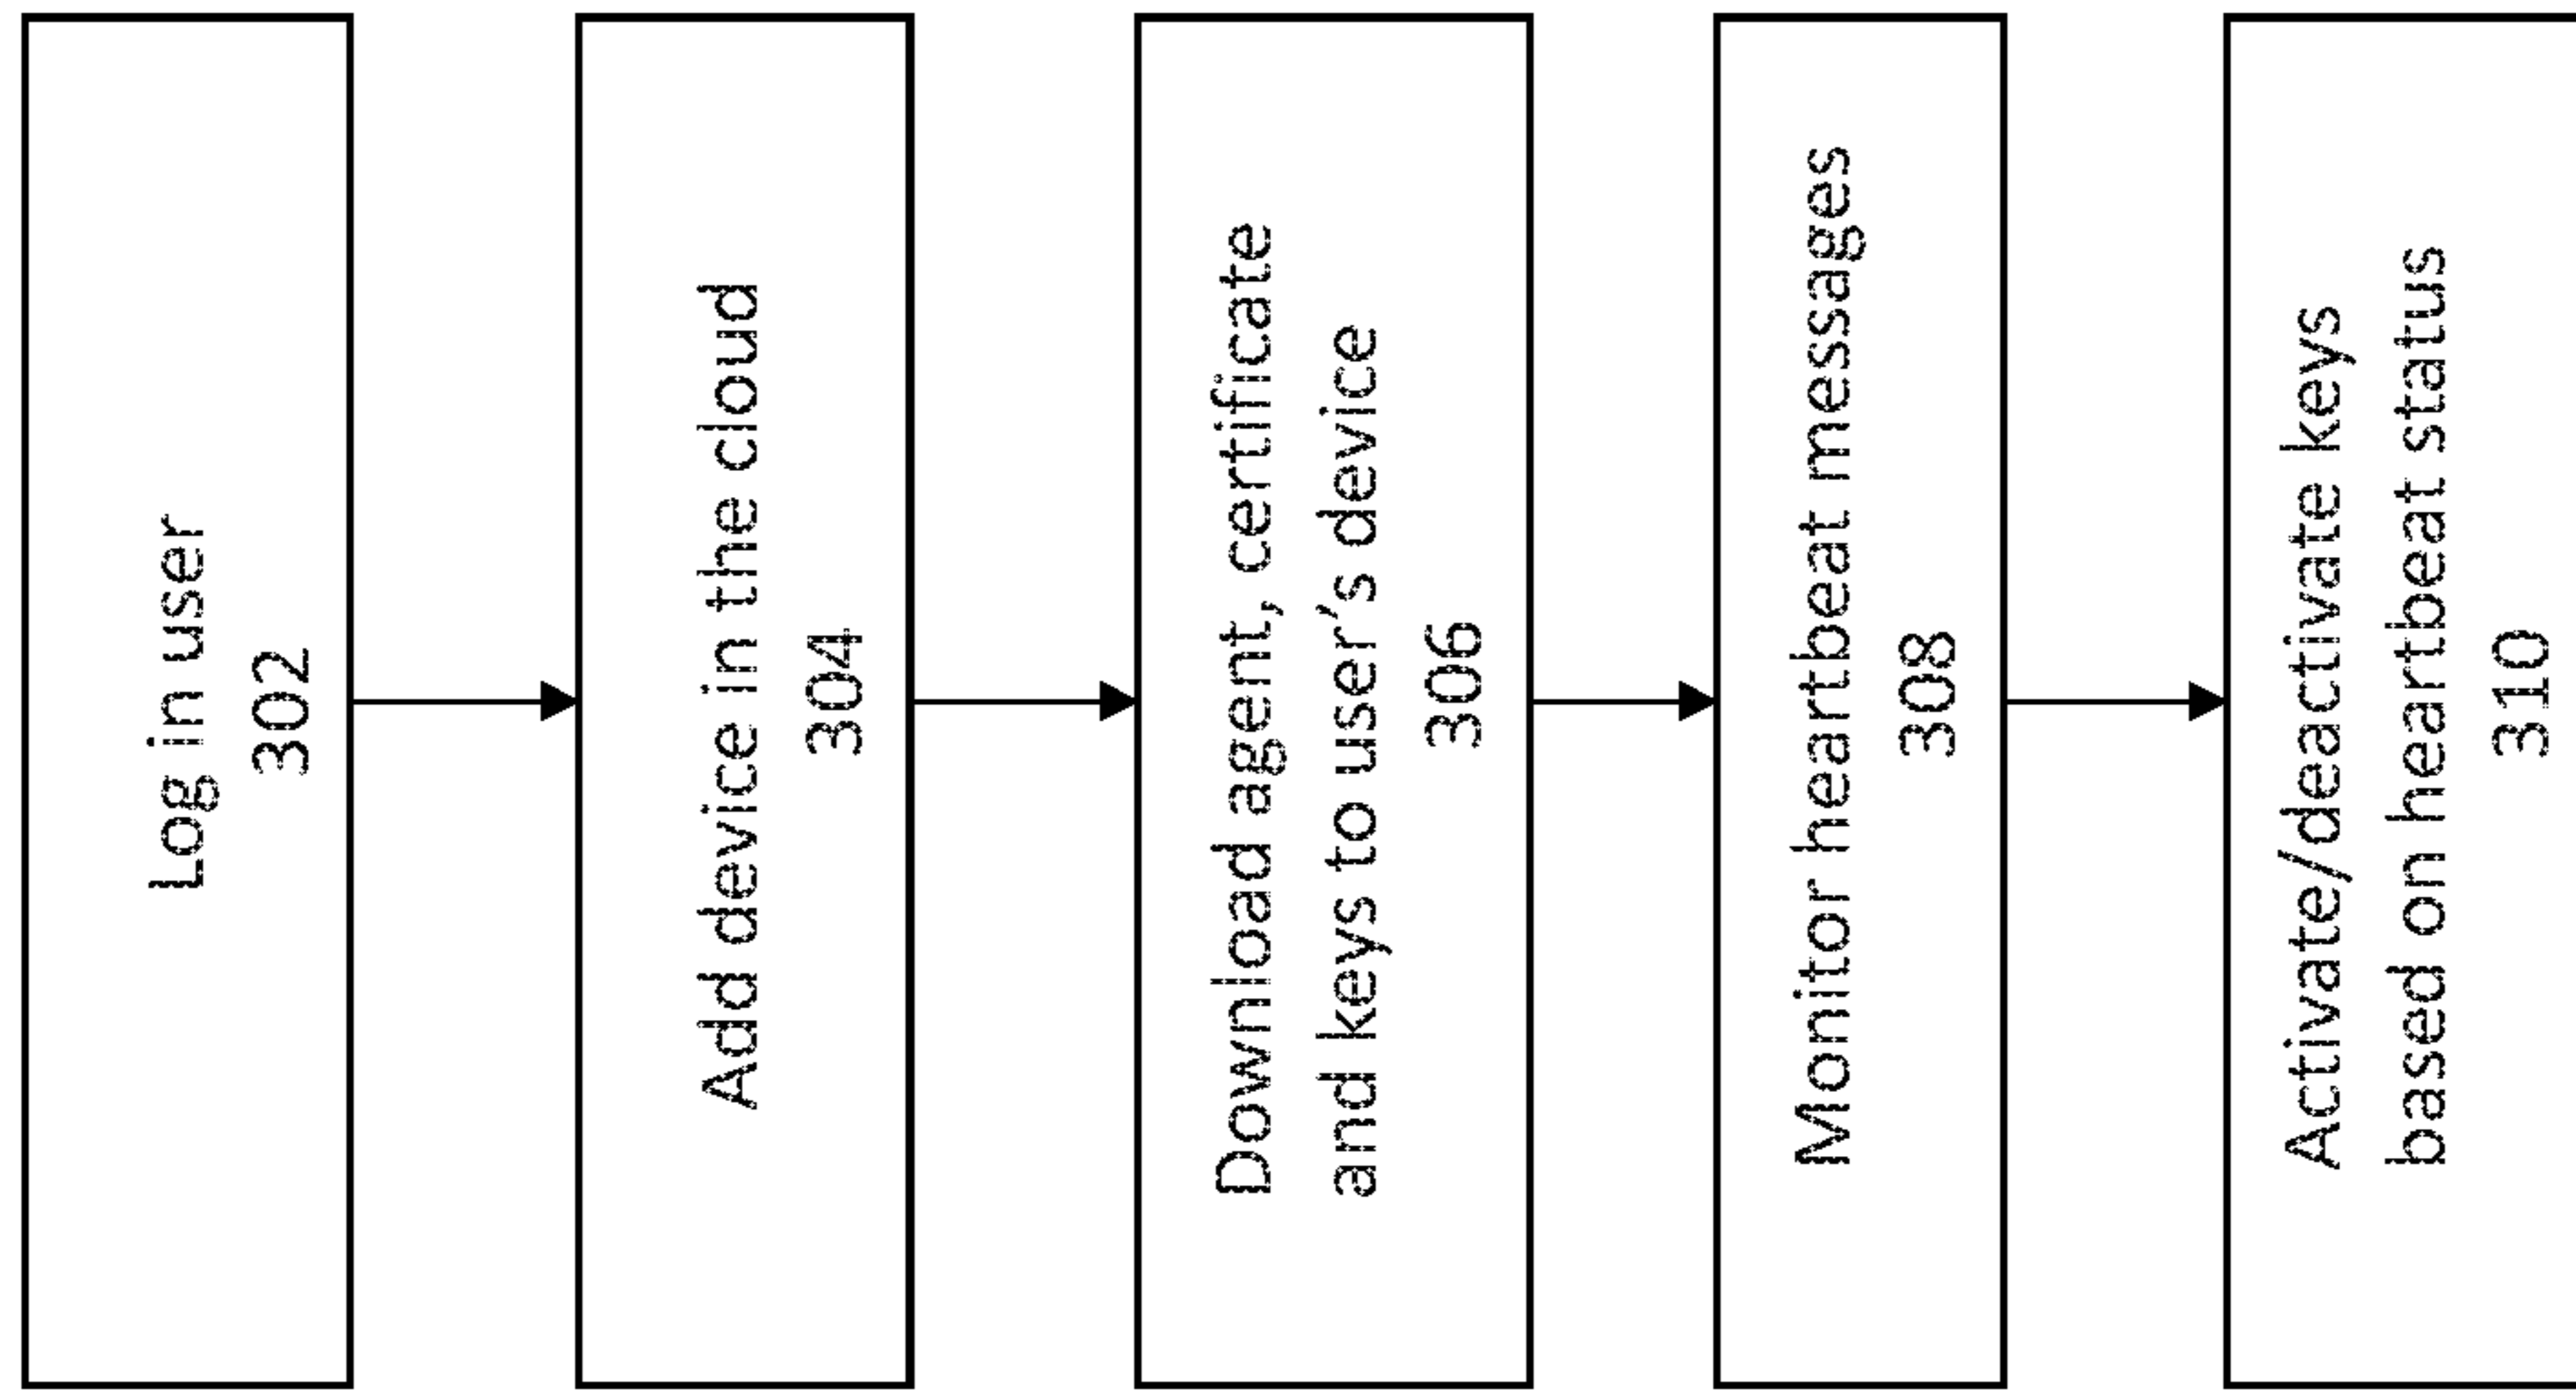 Log in user
302
Add device in the cloud
304
Download agent, certificate
and keys to user's device
306
Monitor heartbeat messages
308
Activate/deactivate keys
based on heartbeat status
310